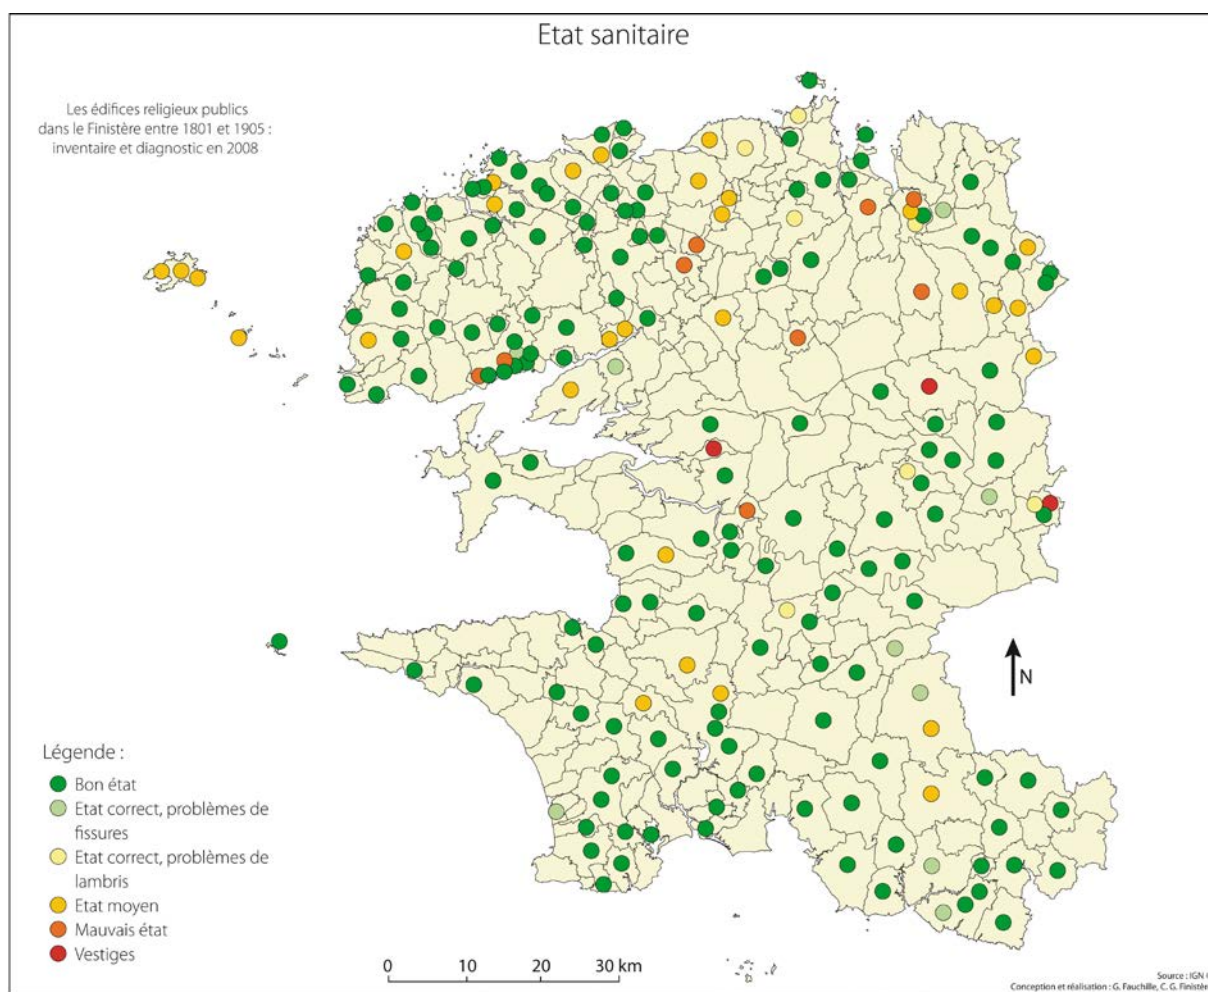 Etat sanitaire
Les édifices religieux publics
dans le Finistère entre 1801 et 1905 :
inventaire et diagnostic en 2008
N
Légende :
Bon état
Etat correct, problèmes de
fissures
Etat correct, problèmes de
lambris
Etat moyen
Mauvais état
Vestiges
0 10 20 30 km
Source : IGN
Conception et réalisation : G. Fauchille, C. G. Finistèr